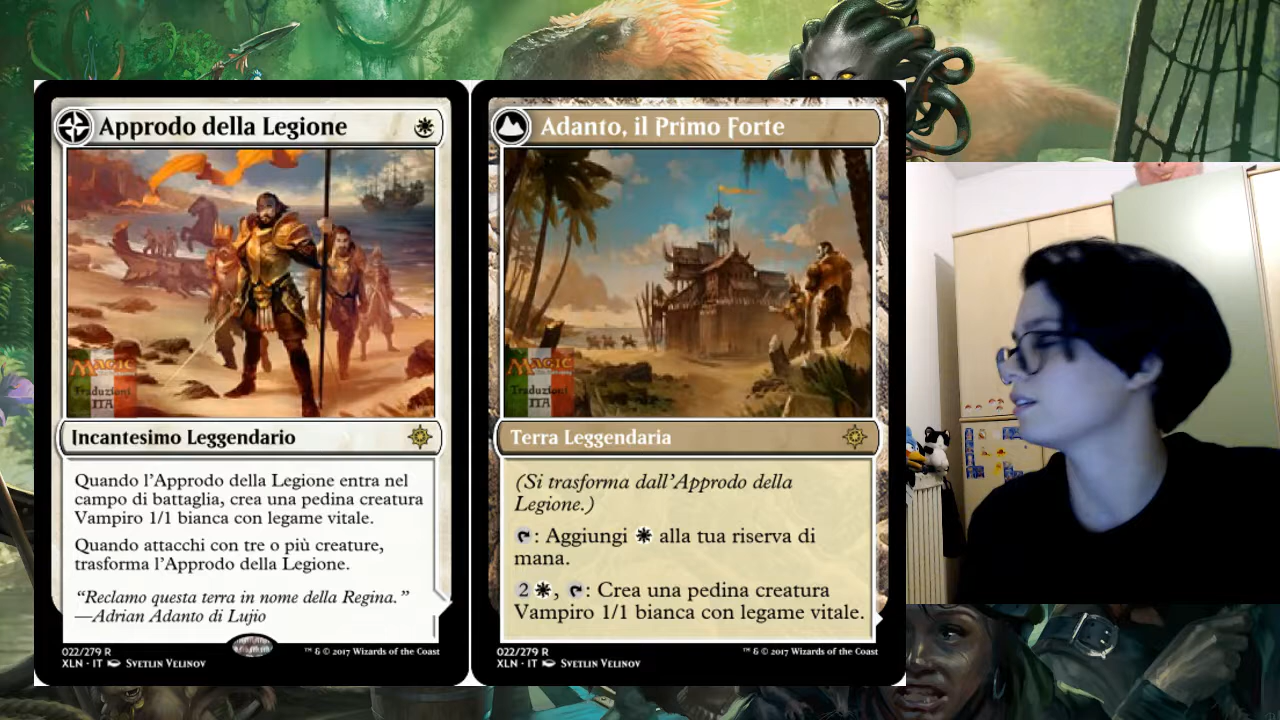 Approdo della Legione
MAGIC
Traduzioni
ITA
Incantesimo Leggendario
Quando l'Approdo della Legione entra nel
campo di battaglia, crea una pedina creatura
Vampiro 1/1 bianca con legame vitale.
Quando attacchi con tre o più creature,
trasforma l'Approdo della Legione.
“Reclamo questa terra in nome della Regina.”
—Adrian Adanto di Lujio
022/279 R
XLN • IT Svetlin Velinov
™ & © 2017 Wizards of the Coast
Adanto, il Primo Forte
MAGIC
Traduzioni
ITA
Terra Leggendaria
(Si trasforma dall'Approdo della
Legione.)
: Aggiungi alla tua riserva di
mana.
2 , : Crea una pedina creatura
Vampiro 1/1 bianca con legame vitale.
022/279 R
XLN • IT Svetlin Velinov
™ & © 2017 Wizards of the Coast